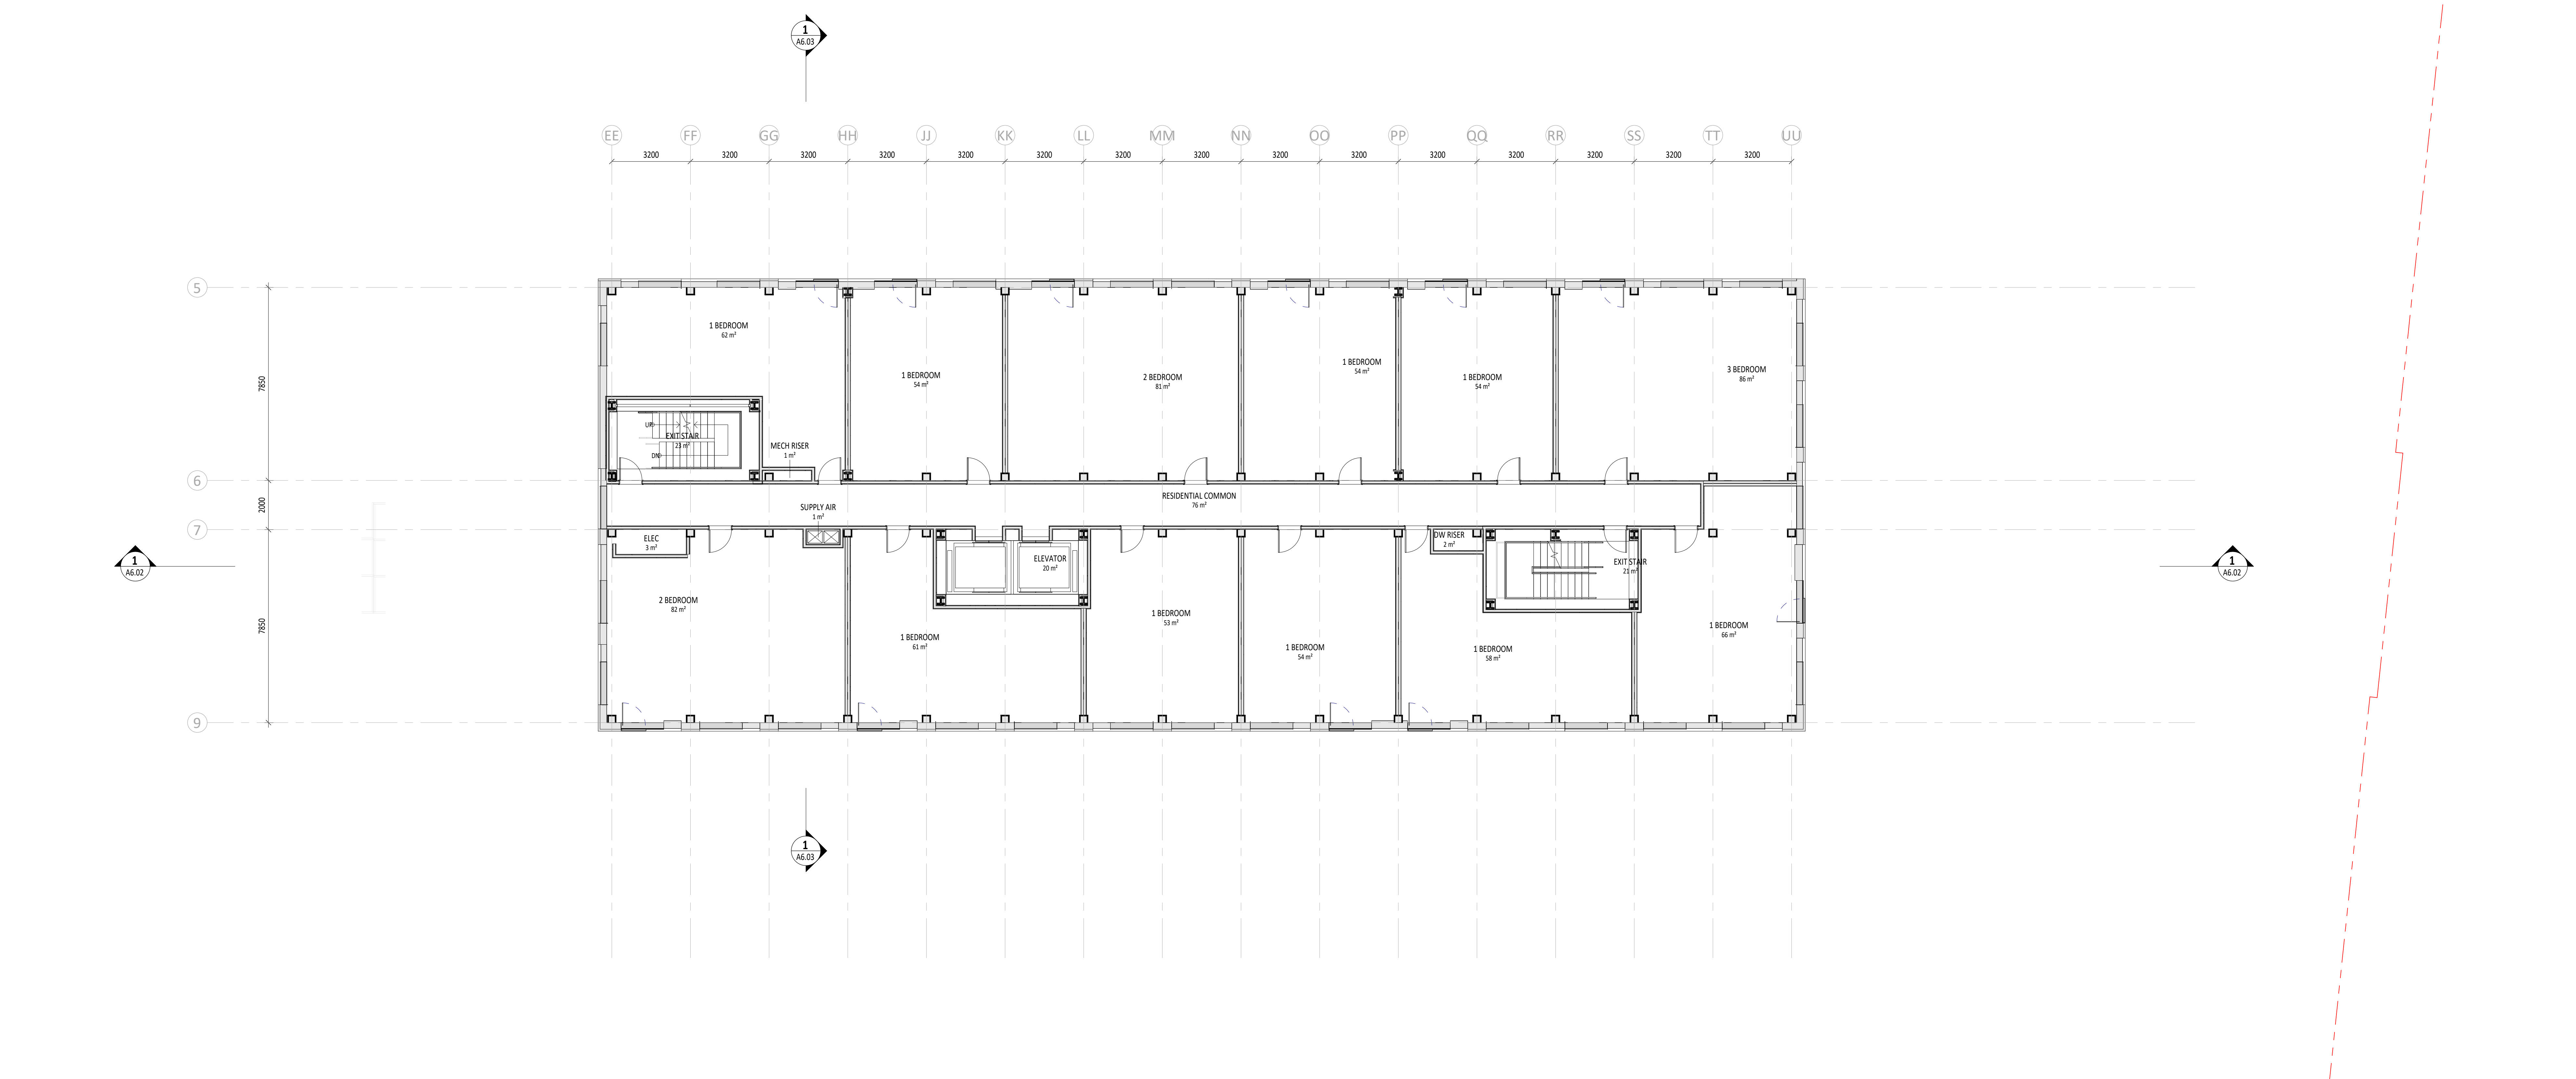 1
A6.03
EE FF GG HH JJ KK LL MM NN OO PP QQ RR SS TT UU
3200 3200 3200 3200 3200 3200 3200 3200 3200 3200 3200 3200 3200 3200 3200
5
7850
6
2000
7
7850
9
1 BEDROOM
62 m²
1 BEDROOM
54 m²
2 BEDROOM
81 m²
1 BEDROOM
54 m²
1 BEDROOM
54 m²
3 BEDROOM
86 m²
UP
EXIT STAIR
23 m²
DN
MECH RISER
1 m²
RESIDENTIAL COMMON
76 m²
SUPPLY AIR
1 m²
ELEC
3 m²
ELEVATOR
20 m²
DW RISER
2 m²
EXIT STAIR
21 m²
2 BEDROOM
82 m²
1 BEDROOM
61 m²
1 BEDROOM
53 m²
1 BEDROOM
54 m²
1 BEDROOM
58 m²
1 BEDROOM
66 m²
1
A6.02
1
A6.02
1
A6.03